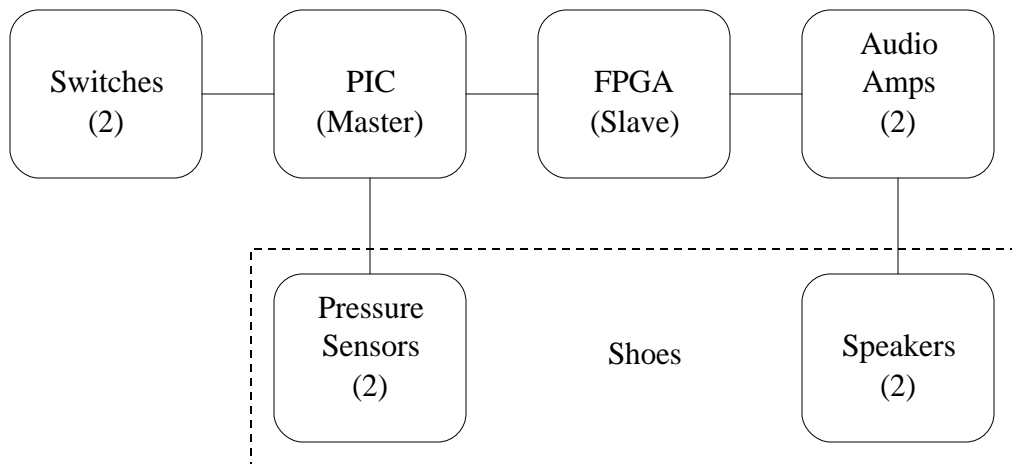 Switches
(2)
PIC
(Master)
FPGA
(Slave)
Audio
Amps
(2)
Pressure
Sensors
(2)
Shoes
Speakers
(2)